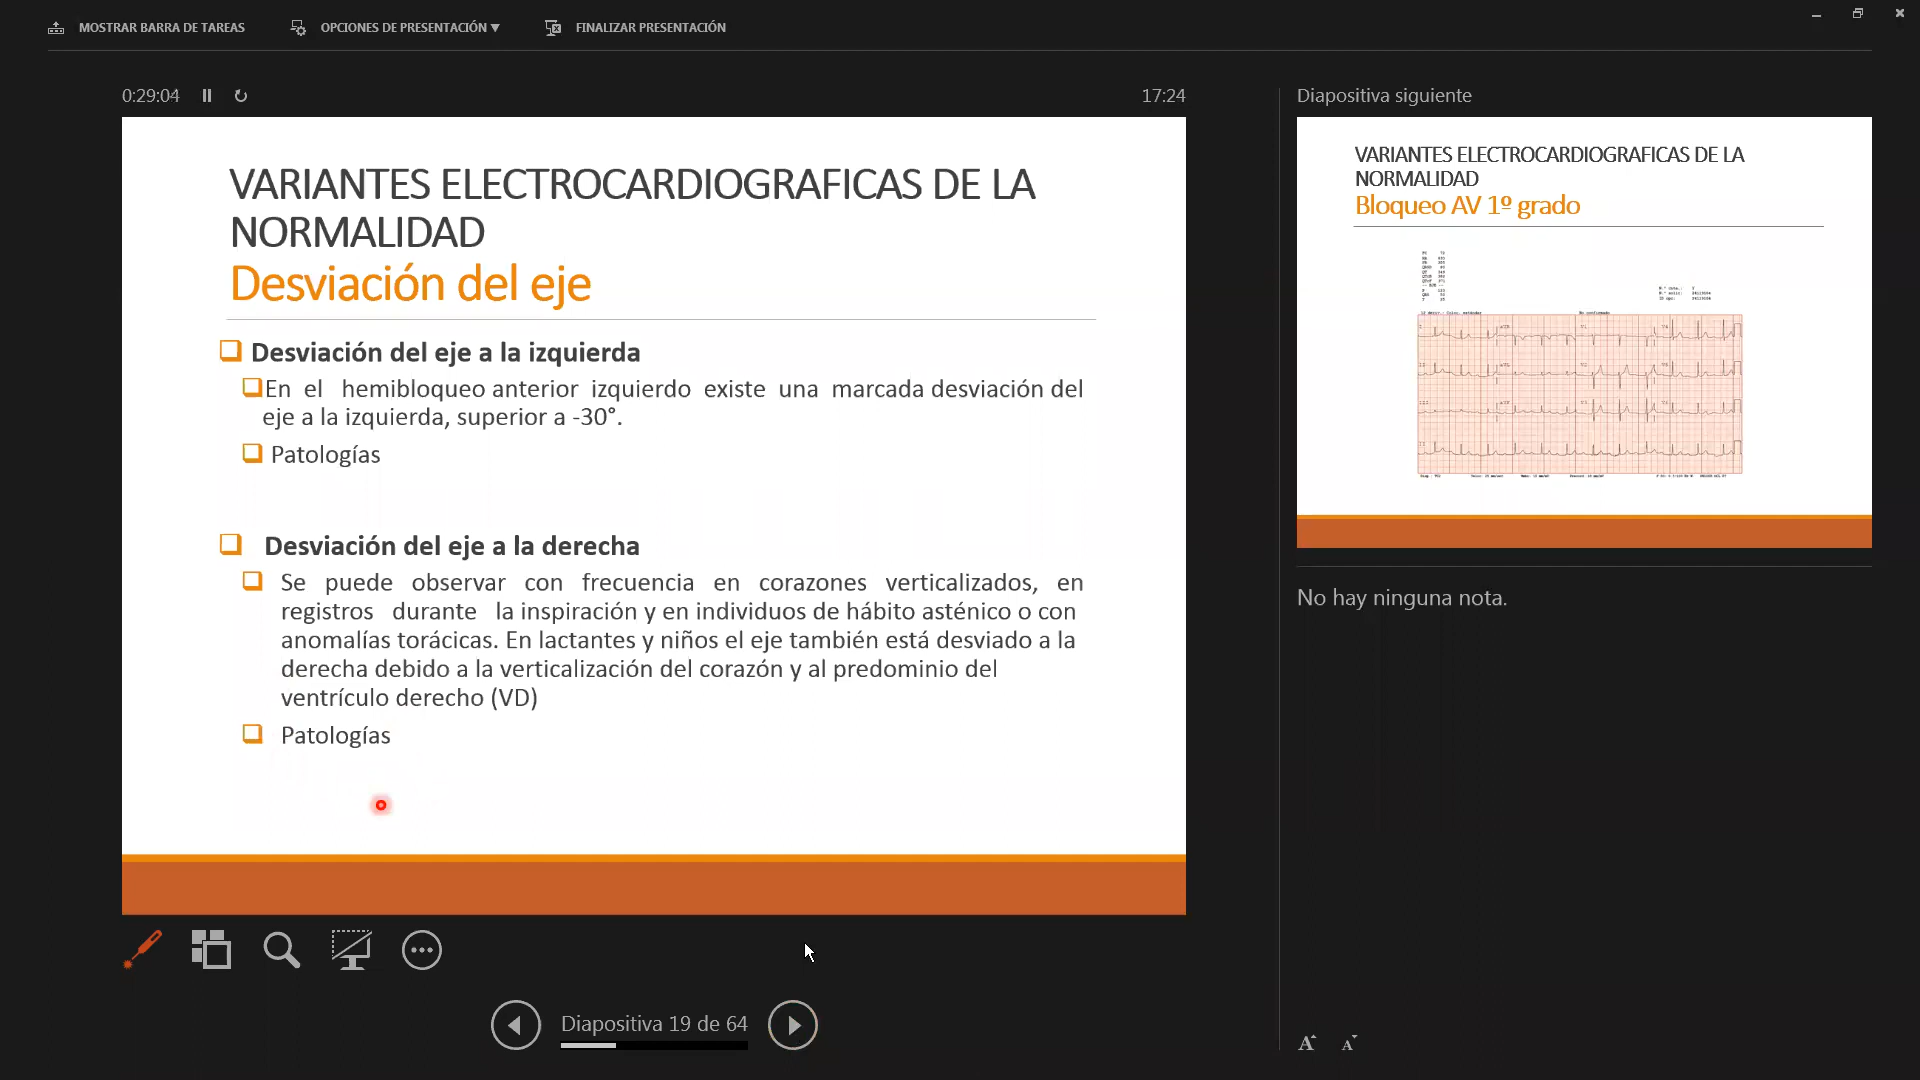 MOSTRAR BARRA DE TAREAS
OPCIONES DE PRESENTACIÓN ▼
FINALIZAR PRESENTACIÓN
0:29:04
17:24
VARIANTES ELECTROCARDIOGRAFICAS DE LA
NORMALIDAD
Desviación del eje
Desviación del eje a la izquierda
En el hemibloqueo anterior izquierdo existe una marcada desviación del
eje a la izquierda, superior a -30°.
Patologías
Desviación del eje a la derecha
Se puede observar con frecuencia en corazones verticalizados, en
registros durante la inspiración y en individuos de hábito asténico o con
anomalías torácicas. En lactantes y niños el eje también está desviado a la
derecha debido a la verticalización del corazón y al predominio del
ventrículo derecho (VD)
Patologías
Diapositiva 19 de 64
Diapositiva siguiente
VARIANTES ELECTROCARDIOGRAFICAS DE LA
NORMALIDAD
Bloqueo AV 1º grado
No hay ninguna nota.
A A